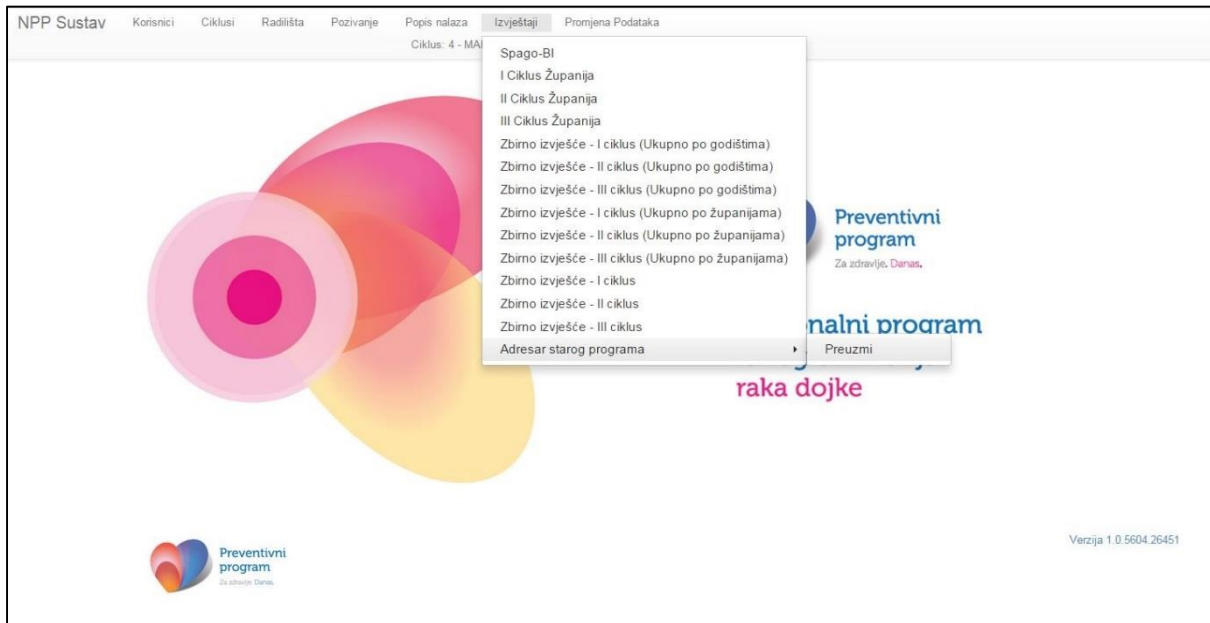 NPP Sustav Korisnici Ciklusi Radilišta Pozivanje Popis nalaza Izvještaji Promjena Podataka
Ciklus: 4 -
Spago-BI
I Ciklus Županija
II Ciklus Županija
III Ciklus Županija
Zbirno izvješće - I ciklus (Ukupno po godištima)
Zbirno izvješće - II ciklus (Ukupno po godištima)
Zbirno izvješće - III ciklus (Ukupno po godištima)
Zbirno izvješće - I ciklus (Ukupno po županijama)
Zbirno izvješće - II ciklus (Ukupno po županijama)
Zbirno izvješće - III ciklus (Ukupno po županijama)
Zbirno izvješće - I ciklus
Zbirno izvješće - II ciklus
Zbirno izvješće - III ciklus
Adresar starog programa Preuzmi
Preventivni
program
Za zdravlje. Danas.
program
raka dojke
Verzija 1.0.5604.26451
Preventivni
program
Za zdravlje. Danas.